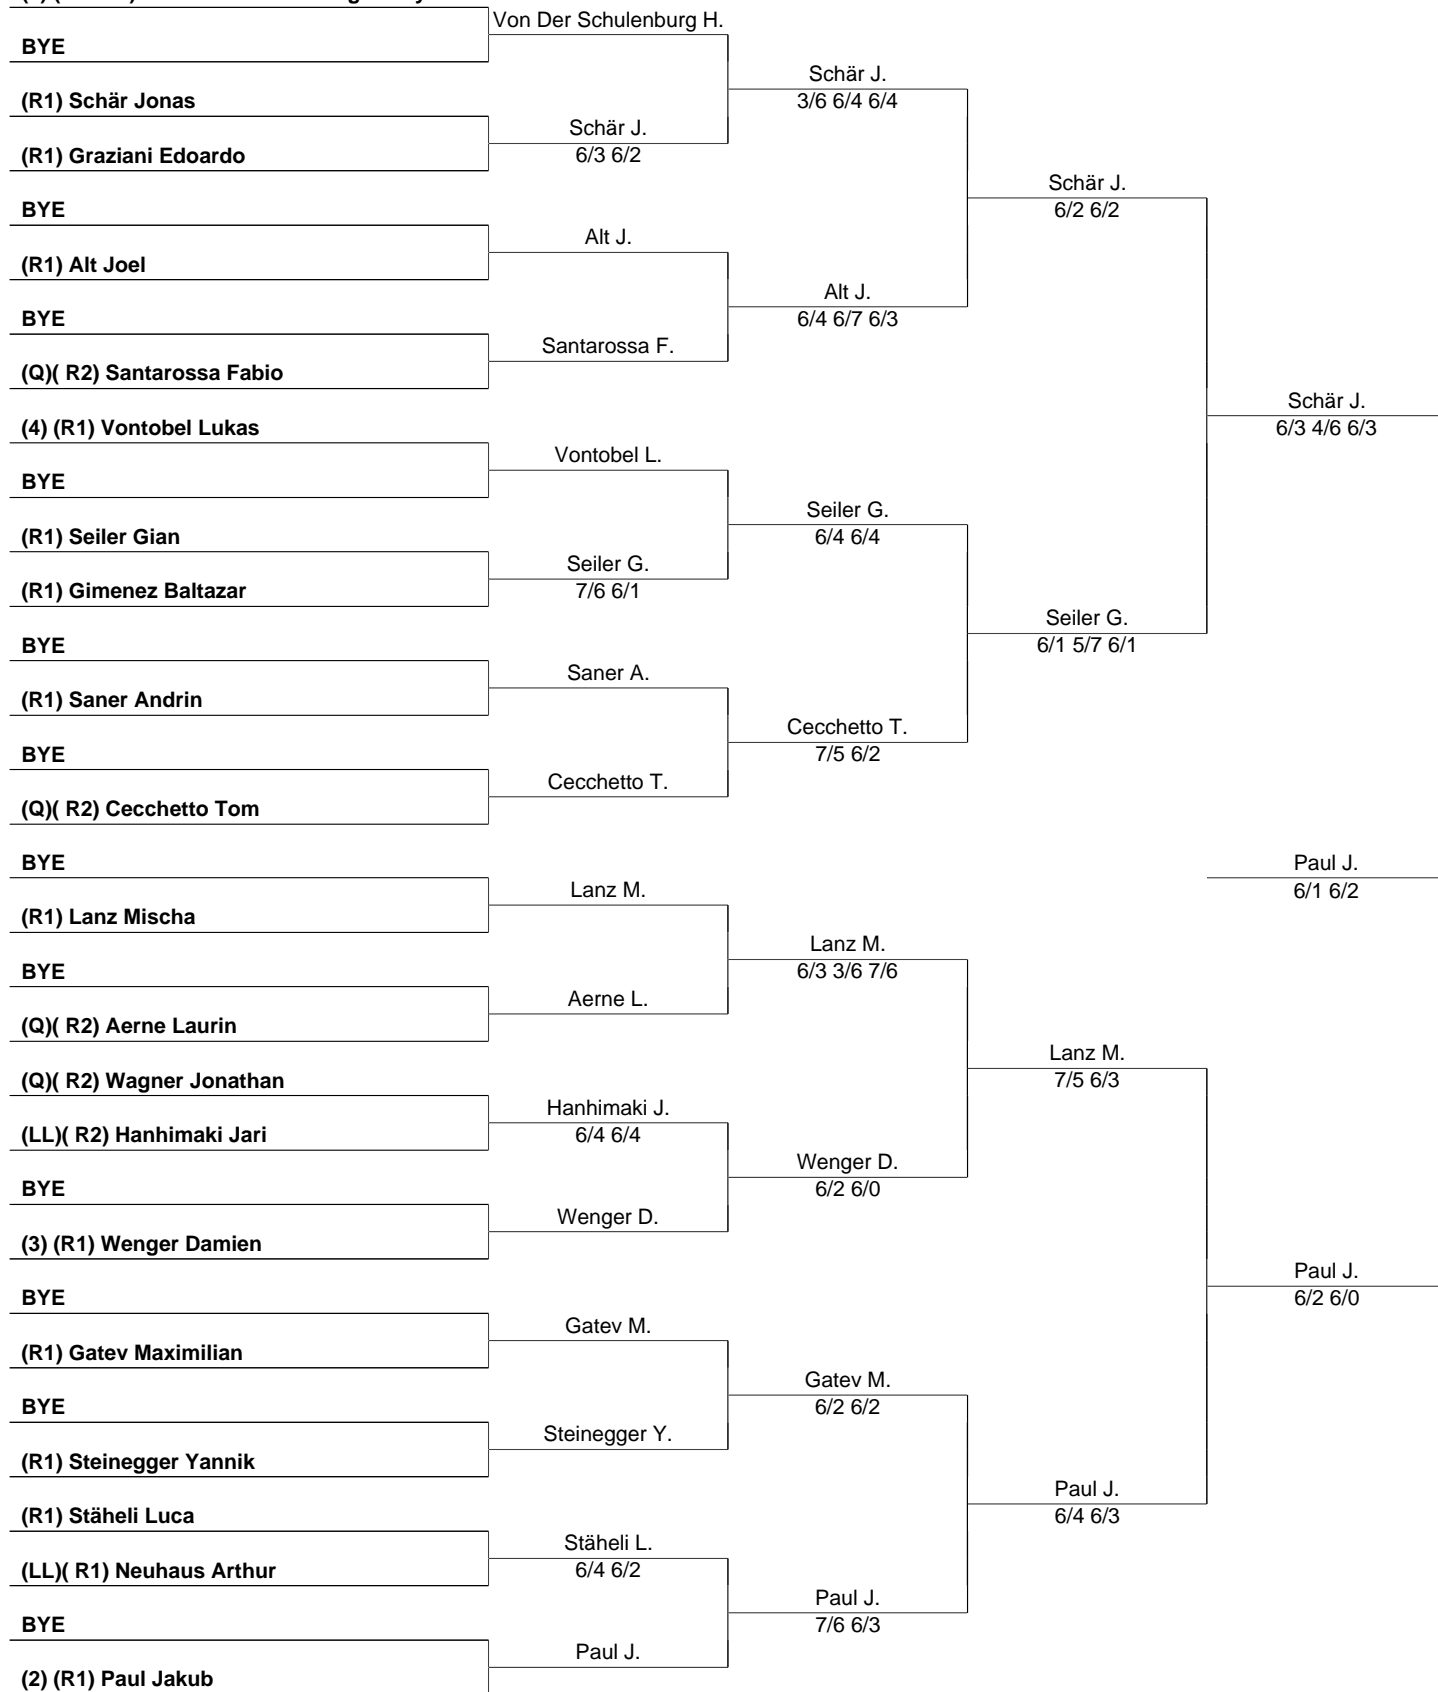 Von Der Schulenburg H.
BYE
Schär J.
(R1) Schär Jonas
3/6 6/4 6/4
Schär J.
(R1) Graziani Edoardo
6/3 6/2
Schär J.
BYE
6/2 6/2
Alt J.
(R1) Alt Joel
Alt J.
BYE
6/4 6/7 6/3
Santarossa F.
(Q)( R2) Santarossa Fabio
Schär J.
(4) (R1) Vontobel Lukas
6/3 4/6 6/3
Vontobel L.
BYE
Seiler G.
(R1) Seiler Gian
6/4 6/4
Seiler G.
(R1) Gimenez Baltazar
7/6 6/1
Seiler G.
BYE
6/1 5/7 6/1
Saner A.
(R1) Saner Andrin
Cecchetto T.
BYE
7/5 6/2
Cecchetto T.
(Q)( R2) Cecchetto Tom
BYE
Paul J.
Lanz M.
6/1 6/2
(R1) Lanz Mischa
Lanz M.
BYE
6/3 3/6 7/6
Aerne L.
(Q)( R2) Aerne Laurin
Lanz M.
(Q)( R2) Wagner Jonathan
7/5 6/3
Hanhimaki J.
(LL)( R2) Hanhimaki Jari
6/4 6/4
Wenger D.
BYE
6/2 6/0
Wenger D.
(3) (R1) Wenger Damien
Paul J.
BYE
6/2 6/0
Gatev M.
(R1) Gatev Maximilian
Gatev M.
BYE
6/2 6/2
Steinegger Y.
(R1) Steinegger Yannik
Paul J.
(R1) Stäheli Luca
6/4 6/3
Stäheli L.
(LL)( R1) Neuhaus Arthur
6/4 6/2
Paul J.
BYE
7/6 6/3
Paul J.
(2) (R1) Paul Jakub